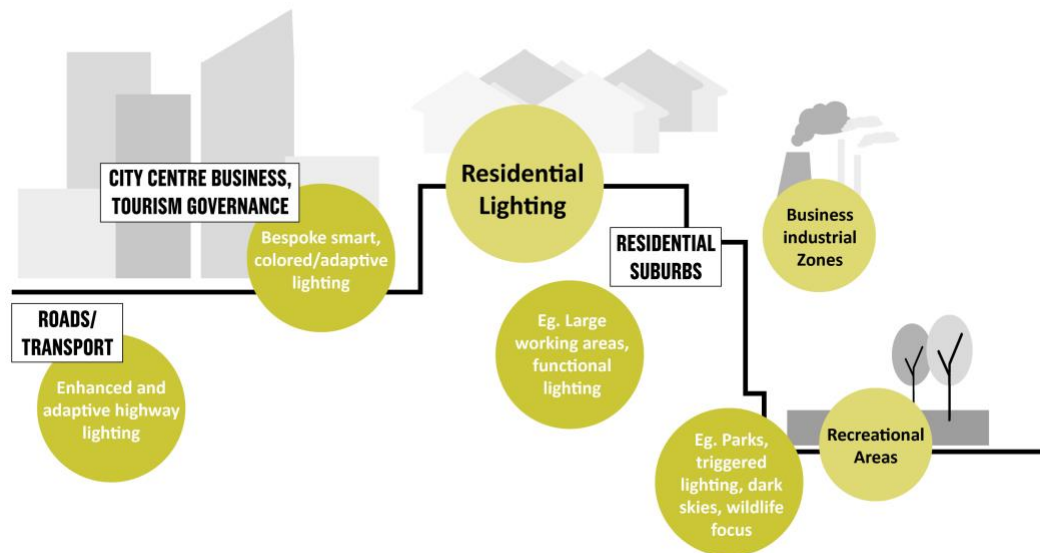 CITY CENTRE BUSINESS,
TOURISM GOVERNANCE
Bespoke smart,
colored/adaptive
lighting
ROADS/
TRANSPORT
Enhanced and
adaptive highway
lighting
Residential
Lighting
RESIDENTIAL
SUBURBS
Eg. Large
working areas,
functional
lighting
Business
industrial
Zones
Eg. Parks,
triggered
lighting, dark
skies, wildlife
focus
Recreational
Areas